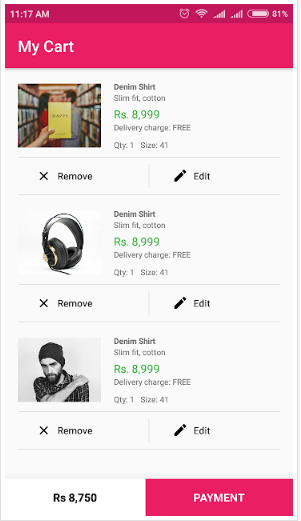 11:17 AM 81%
My Cart
Denim Shirt
Slim fit, cotton
Rs. 8,999
Delivery charge: FREE
Qty: 1 Size: 41
Remove Edit
Denim Shirt
Slim fit, cotton
Rs. 8,999
Delivery charge: FREE
Qty: 1 Size: 41
Remove Edit
Denim Shirt
Slim fit, cotton
Rs. 8,999
Delivery charge: FREE
Qty: 1 Size: 41
Remove Edit
Rs 8,750 PAYMENT